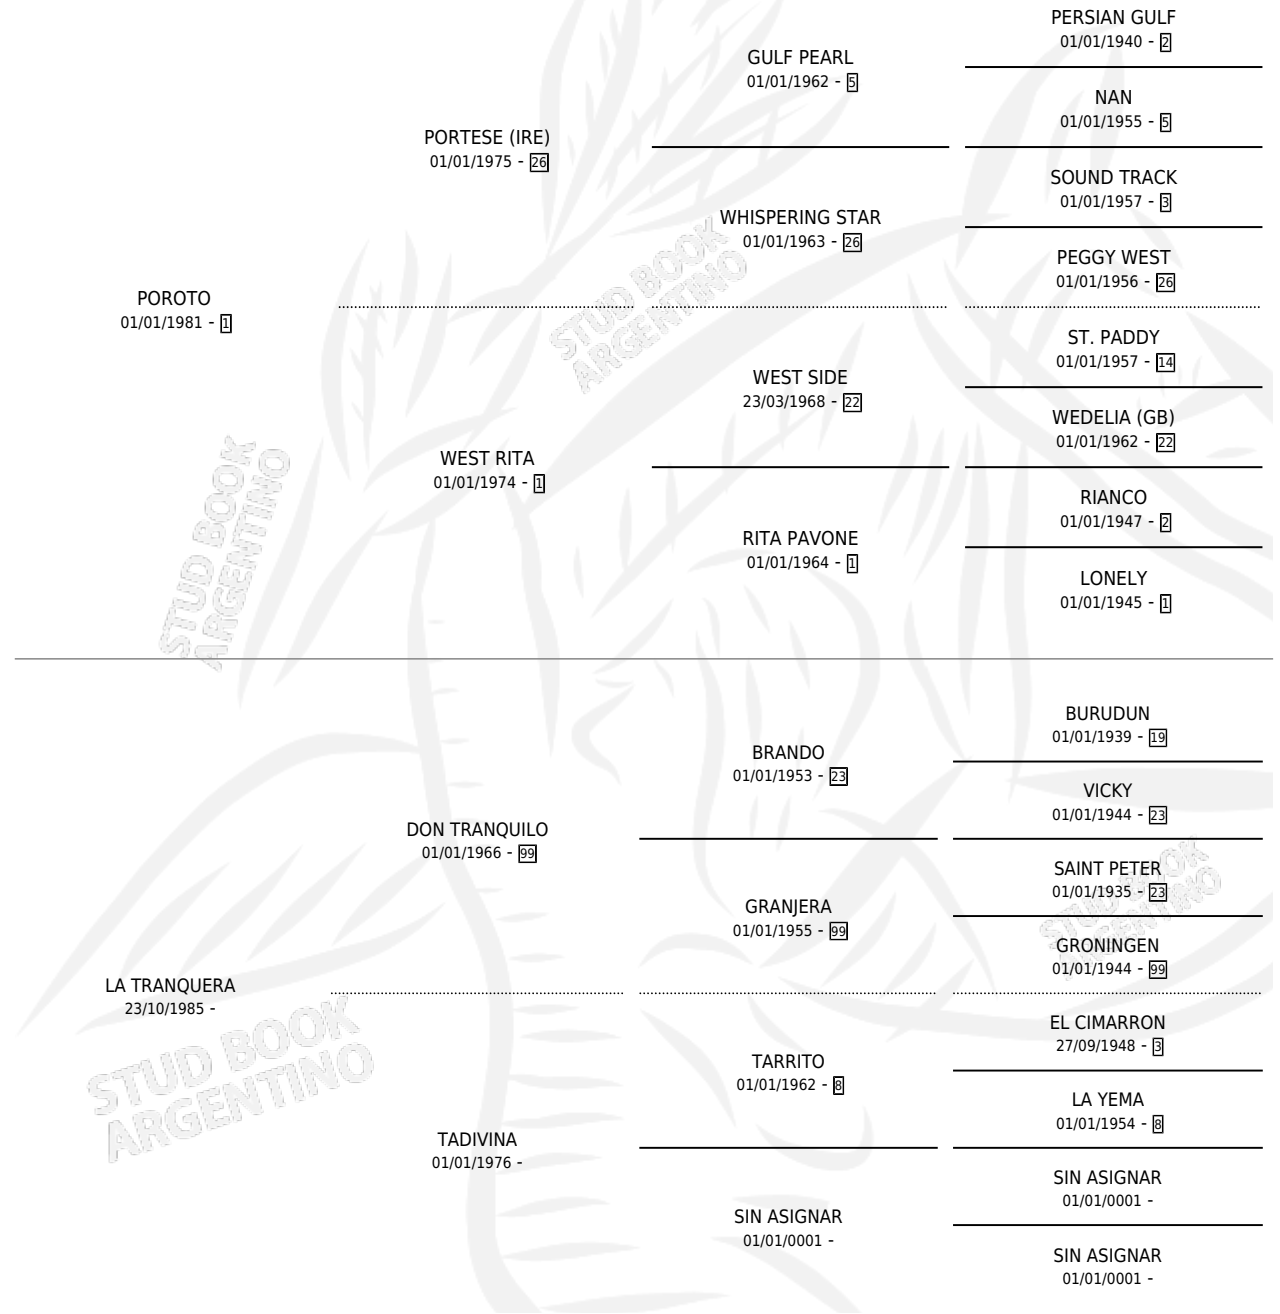 PERSIAN GULF
01/01/1940 - 2
GULF PEARL
01/01/1962 - 5
NAN
01/01/1955 - 5
PORTESE (IRE)
01/01/1975 - 26
SOUND TRACK
01/01/1957 - 3
WHISPERING STAR
01/01/1963 - 26
PEGGY WEST
01/01/1956 - 26
POROTO
01/01/1981 - 1
ST. PADDY
01/01/1957 - 14
WEST SIDE
23/03/1968 - 22
WEDELIA (GB)
01/01/1962 - 22
WEST RITA
01/01/1974 - 1
RIANCO
01/01/1947 - 2
RITA PAVONE
01/01/1964 - 1
LONELY
01/01/1945 - 1
BURUDUN
01/01/1939 - 19
BRANDO
01/01/1953 - 23
VICKY
01/01/1944 - 23
DON TRANQUILO
01/01/1966 - 99
SAINT PETER
01/01/1935 - 23
GRANJERA
01/01/1955 - 99
GRONINGEN
01/01/1944 - 99
LA TRANQUERA
23/10/1985 -
EL CIMARRON
27/09/1948 - 3
TARRITO
01/01/1962 - 8
LA YEMA
01/01/1954 - 8
TADIVINA
01/01/1976 -
SIN ASIGNAR
01/01/0001 -
SIN ASIGNAR
01/01/0001 -
SIN ASIGNAR
01/01/0001 -
STUD BOOK
ARGENTINO
STUD BOOK
ARGENTINO
STUD BOOK
ARGENTINO
STUD BOOK
ARGENTINO